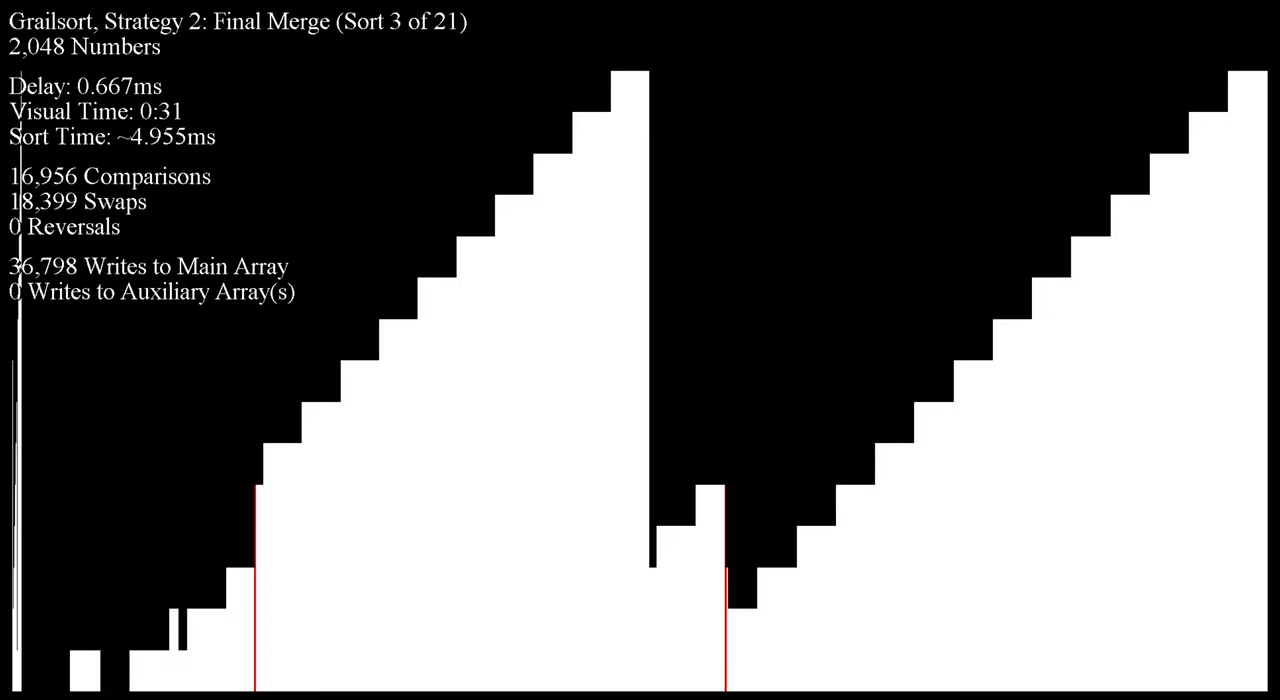 Grailsort, Strategy 2: Final Merge (Sort 3 of 21)
2,048 Numbers
Delay: 0.667ms
Visual Time: 0:31
Sort Time: ~4.955ms
16,956 Comparisons
18,399 Swaps
0 Reversals
36,798 Writes to Main Array
0 Writes to Auxiliary Array(s)